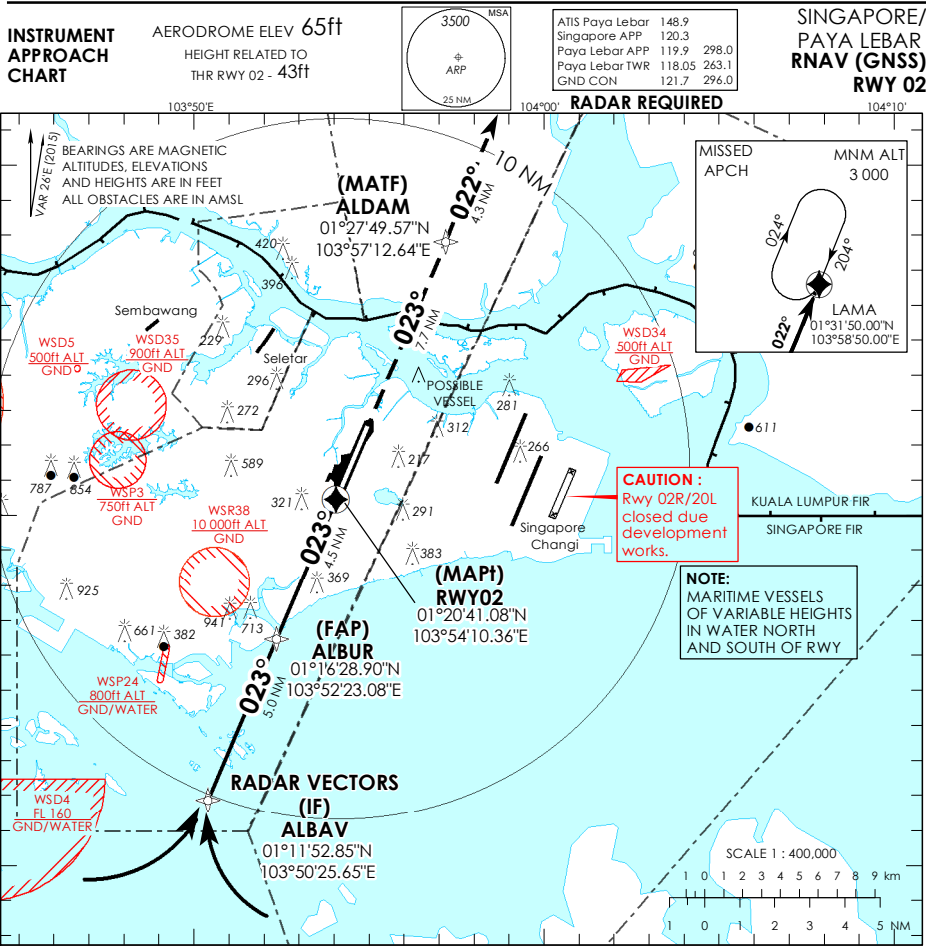 INSTRUMENT
APPROACH
CHART
AERODROME ELEV 65ft
HEIGHT RELATED TO
THR RWY 02 - 43ft
3500
MSA
ARP
25 NM
ATIS Paya Lebar 148.9
Singapore APP 120.3
Paya Lebar APP 119.9 298.0
Paya Lebar TWR 118.05 263.1
GND CON 121.7 296.0
RADAR REQUIRED
SINGAPORE/
PAYA LEBAR
RNAV (GNSS)
RWY 02
103°50'E
104°00'
104°10'
VAR 26'E (2015)
BEARINGS ARE MAGNETIC
ALTITUDES, ELEVATIONS
AND HEIGHTS ARE IN FEET
ALL OBSTACLES ARE IN AMSL
10 NM
022°
4.3 NM
(MATF)
ALDAM
01°27'49.57"N
103°57'12.64"E
MISSED
APCH
MNM ALT
3 000
024°
204°
LAMA
01°31'50.00"N
103°58'50.00"E
022°
420
396
023°
7.7 NM
Sembawang
229
Seletar
296
WSD5
500ft ALT
GND
WSD35
900ft ALT
GND
WSD34
500ft ALT
GND
POSSIBLE
VESSEL
281
272
312
611
266
217
589
787
854
WSP3
750ft ALT
GND
321
291
CAUTION :
Rwy 02R/20L
closed due
development
works.
KUALA LUMPUR FIR
SINGAPORE FIR
WSR38
10 000ft ALT
GND
023°
4.5 NM
Singapore
Changi
383
369
925
(MAPt)
RWY02
01°20'41.08"N
103°54'10.36"E
NOTE:
MARITIME VESSELS
OF VARIABLE HEIGHTS
IN WATER NORTH
AND SOUTH OF RWY
941
713
661
382
(FAP)
ALBUR
01°16'28.90"N
103°52'23.08"E
023°
5.0 NM
WSP24
800ft ALT
GND/WATER
WSD4
FL 160
GND/WATER
RADAR VECTORS
(IF)
ALBAV
01°11'52.85"N
103°50'25.65"E
SCALE 1 : 400,000
1 0 1 2 3 4 5 6 7 8 9 km
1 0 1 2 3 4 5 NM